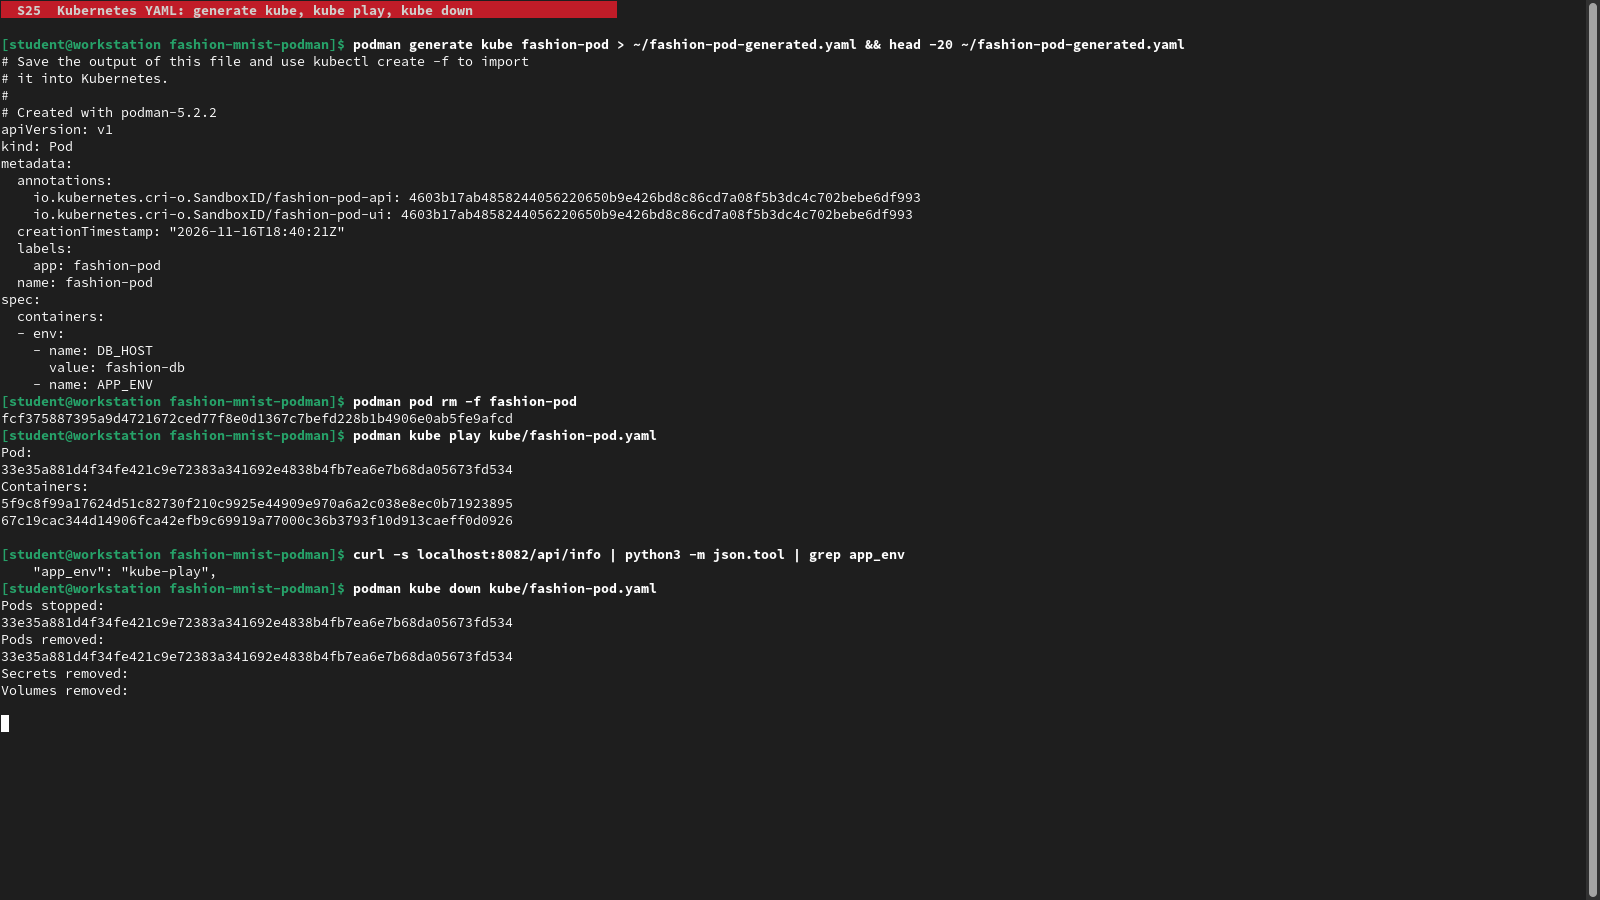 S25  Kubernetes YAML: generate kube, kube play, kube down
[student@workstation fashion-mnist-podman]$ podman generate kube fashion-pod > ~/fashion-pod-generated.yaml && head -20 ~/fashion-pod-generated.yaml
# Save the output of this file and use kubectl create -f to import
# it into Kubernetes.
#
# Created with podman-5.2.2
apiVersion: v1
kind: Pod
metadata:
  annotations:
    io.kubernetes.cri-o.SandboxID/fashion-pod-api: 4603b17ab4858244056220650b9e426bd8c86cd7a08f5b3dc4c702bebe6df993
    io.kubernetes.cri-o.SandboxID/fashion-pod-ui: 4603b17ab4858244056220650b9e426bd8c86cd7a08f5b3dc4c702bebe6df993
  creationTimestamp: "2026-11-16T18:40:21Z"
  labels:
    app: fashion-pod
  name: fashion-pod
spec:
  containers:
  - env:
    - name: DB_HOST
      value: fashion-db
    - name: APP_ENV
[student@workstation fashion-mnist-podman]$ podman pod rm -f fashion-pod
fcf375887395a9d4721672ced77f8e0d1367c7befd228b1b4906e0ab5fe9afcd
[student@workstation fashion-mnist-podman]$ podman kube play kube/fashion-pod.yaml
Pod:
33e35a881d4f34fe421c9e72383a341692e4838b4fb7ea6e7b68da05673fd534
Containers:
5f9c8f99a17624d51c82730f210c9925e44909e970a6a2c038e8ec0b71923895
67c19cac344d14906fca42efb9c69919a77000c36b3793f10d913caeff0d0926
[student@workstation fashion-mnist-podman]$ curl -s localhost:8082/api/info | python3 -m json.tool | grep app_env
    "app_env": "kube-play",
[student@workstation fashion-mnist-podman]$ podman kube down kube/fashion-pod.yaml
Pods stopped:
33e35a881d4f34fe421c9e72383a341692e4838b4fb7ea6e7b68da05673fd534
Pods removed:
33e35a881d4f34fe421c9e72383a341692e4838b4fb7ea6e7b68da05673fd534
Secrets removed:
Volumes removed: